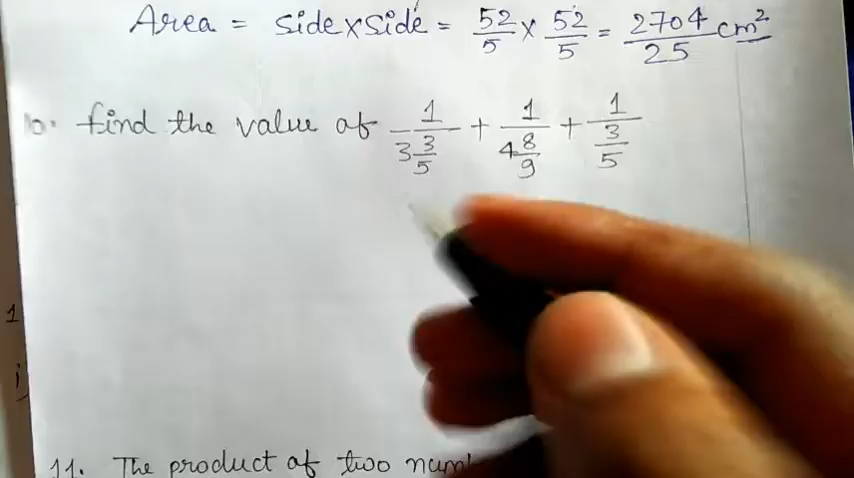 Area = side x side = 52/5 x 52/5 = 2704/25 cm²
10. find the value of 1/(3 3/5) + 1/(4 8/9) + 1/(3/5)
1
11. The product of two